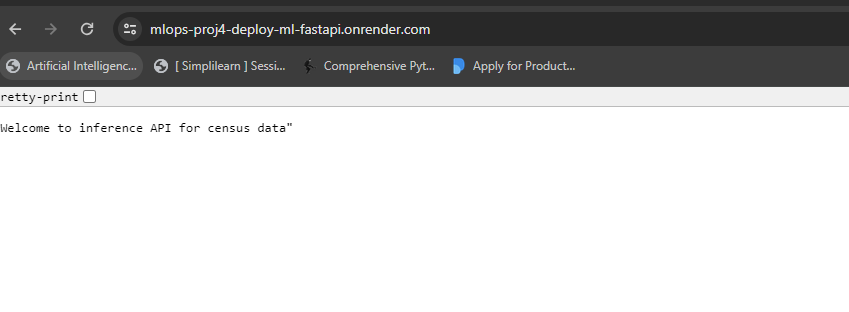 mlops-proj4-deploy-ml-fastapi.onrender.com
Artificial Intelligenc... [ Simplilearn ] Sessi... Comprehensive Pyt... Apply for Product...
retty-print
Welcome to inference API for census data"